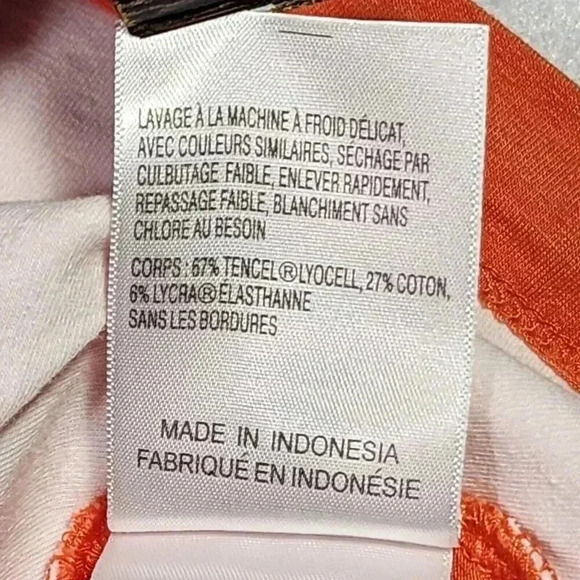 LAVAGE À LA MACHINE À FROID DÉLICAT,
AVEC COULEURS SIMILAIRES, SÉCHAGE PAR
CULBUTAGE FAIBLE, ENLEVER RAPIDEMENT,
REPASSAGE FAIBLE, BLANCHIMENT SANS
CHLORE AU BESOIN
CORPS : 67% TENCEL®LYOCELL, 27% COTON,
6% LYCRA®ÉLASTHANNE
SANS LES BORDURES
MADE IN INDONESIA
FABRIQUÉ EN INDONÉSIE